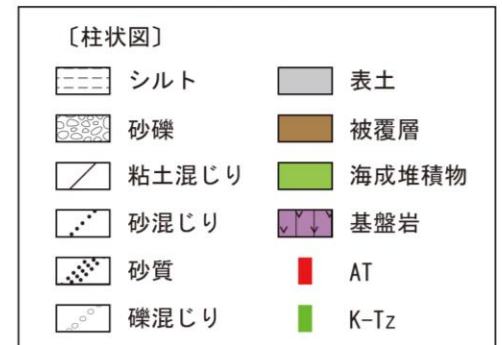 〔柱状図〕
シルト 表土
砂礫 被覆層
粘土混じり 海成堆積物
砂混じり 基盤岩
砂質 AT
礫混じり K-Tz